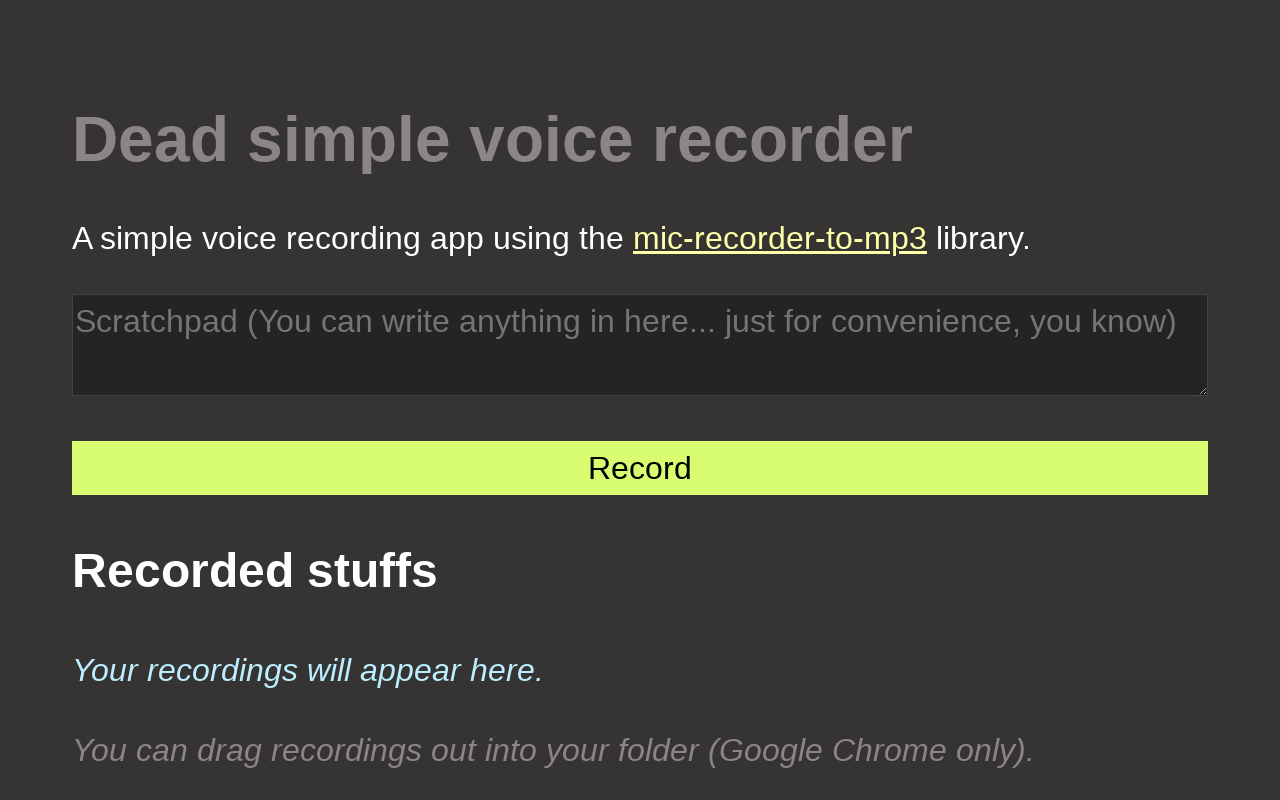 Dead simple voice recorder
A simple voice recording app using the mic-recorder-to-mp3 library.
Scratchpad (You can write anything in here... just for convenience, you know)
Record
Recorded stuffs
Your recordings will appear here.
You can drag recordings out into your folder (Google Chrome only).